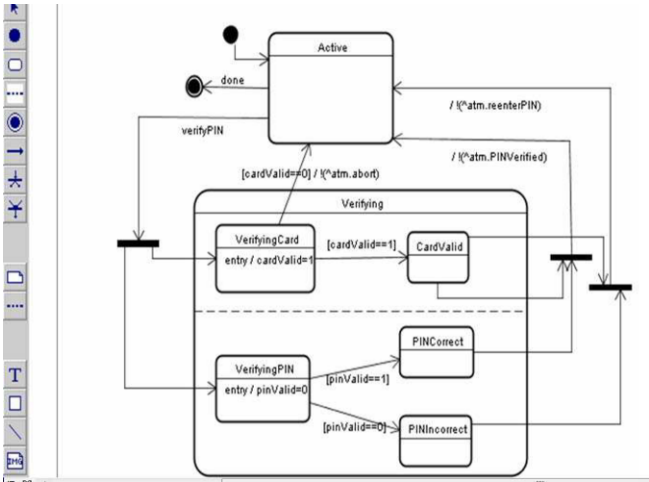 Active
done
/ !(^atm.reenterPIN)
verifyPIN
/ !(^atm.PINVerified)
[cardValid==0] / !(^atm.abort)
Verifying
VerifyingCard
entry / cardValid=1
[cardValid==1]
CardValid
PINCorrect
VerifyingPIN
entry / pinValid=0
[pinValid==1]
[pinValid==0]
PINIncorrect
T
IMG